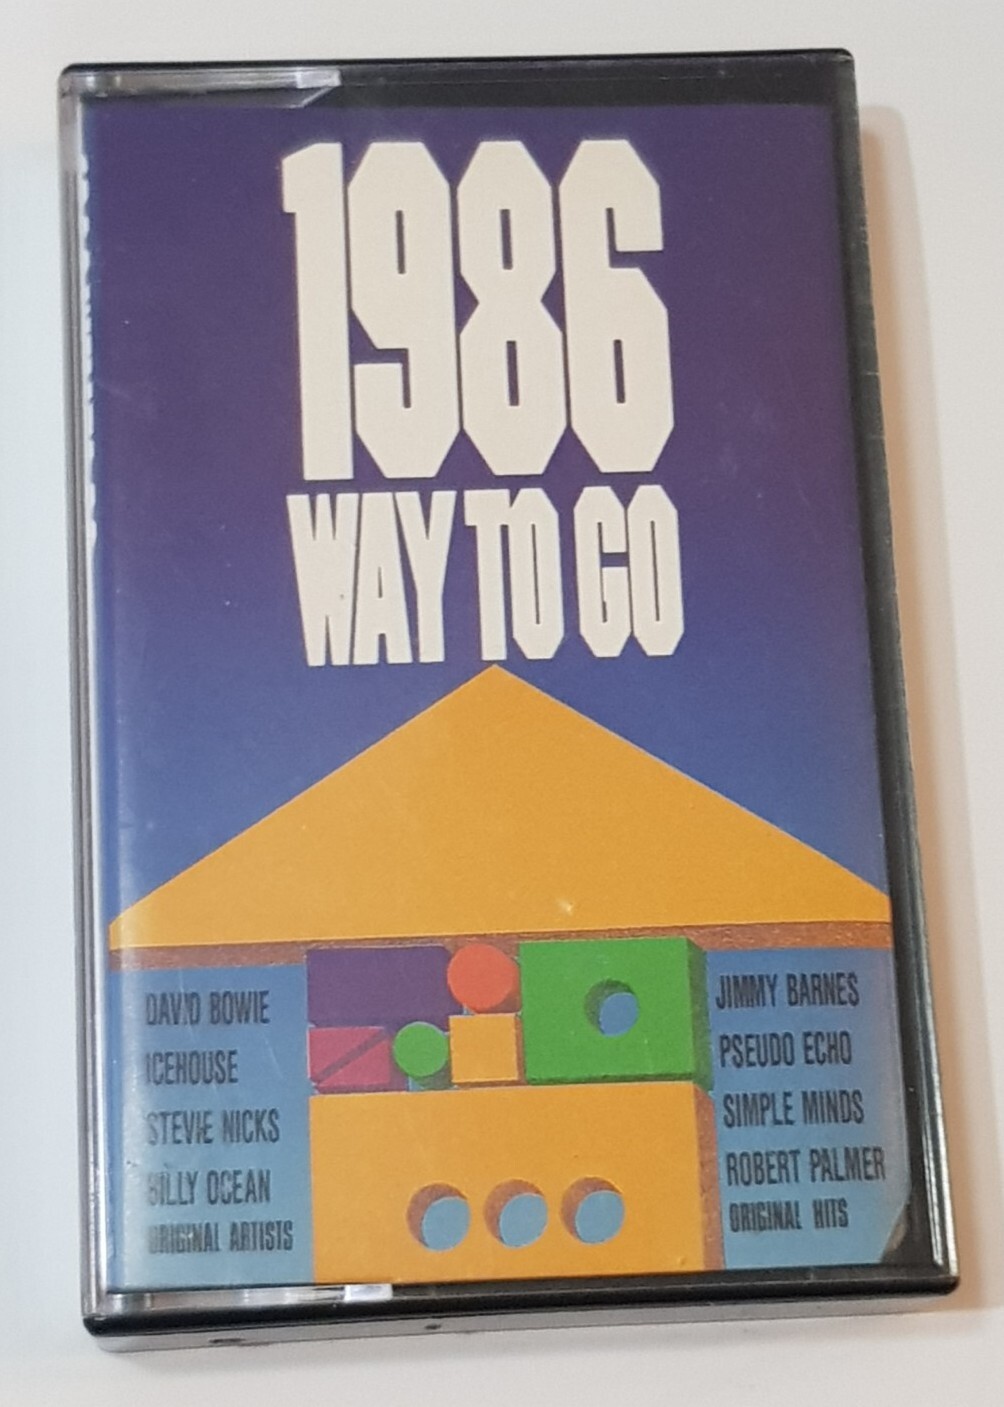 1986
WAY TO GO
DAVID BOWIE
ICEHOUSE
STEVIE NICKS
BILLY OCEAN
ORIGINAL ARTISTS
JIMMY BARNES
PSEUDO ECHO
SIMPLE MINDS
ROBERT PALMER
ORIGINAL HITS